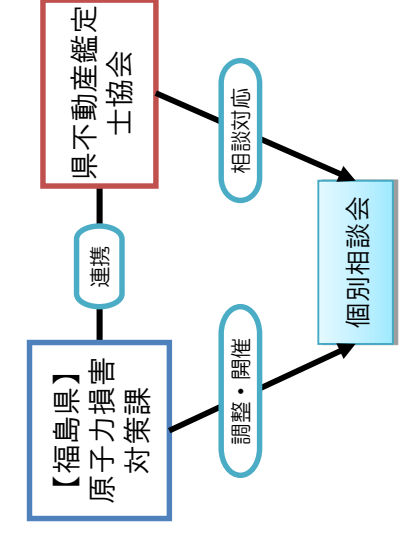 【福島県】
原子力損害
対策課
連携
県不動産鑑定
士協会
調整・開催
相談対応
個別相談会